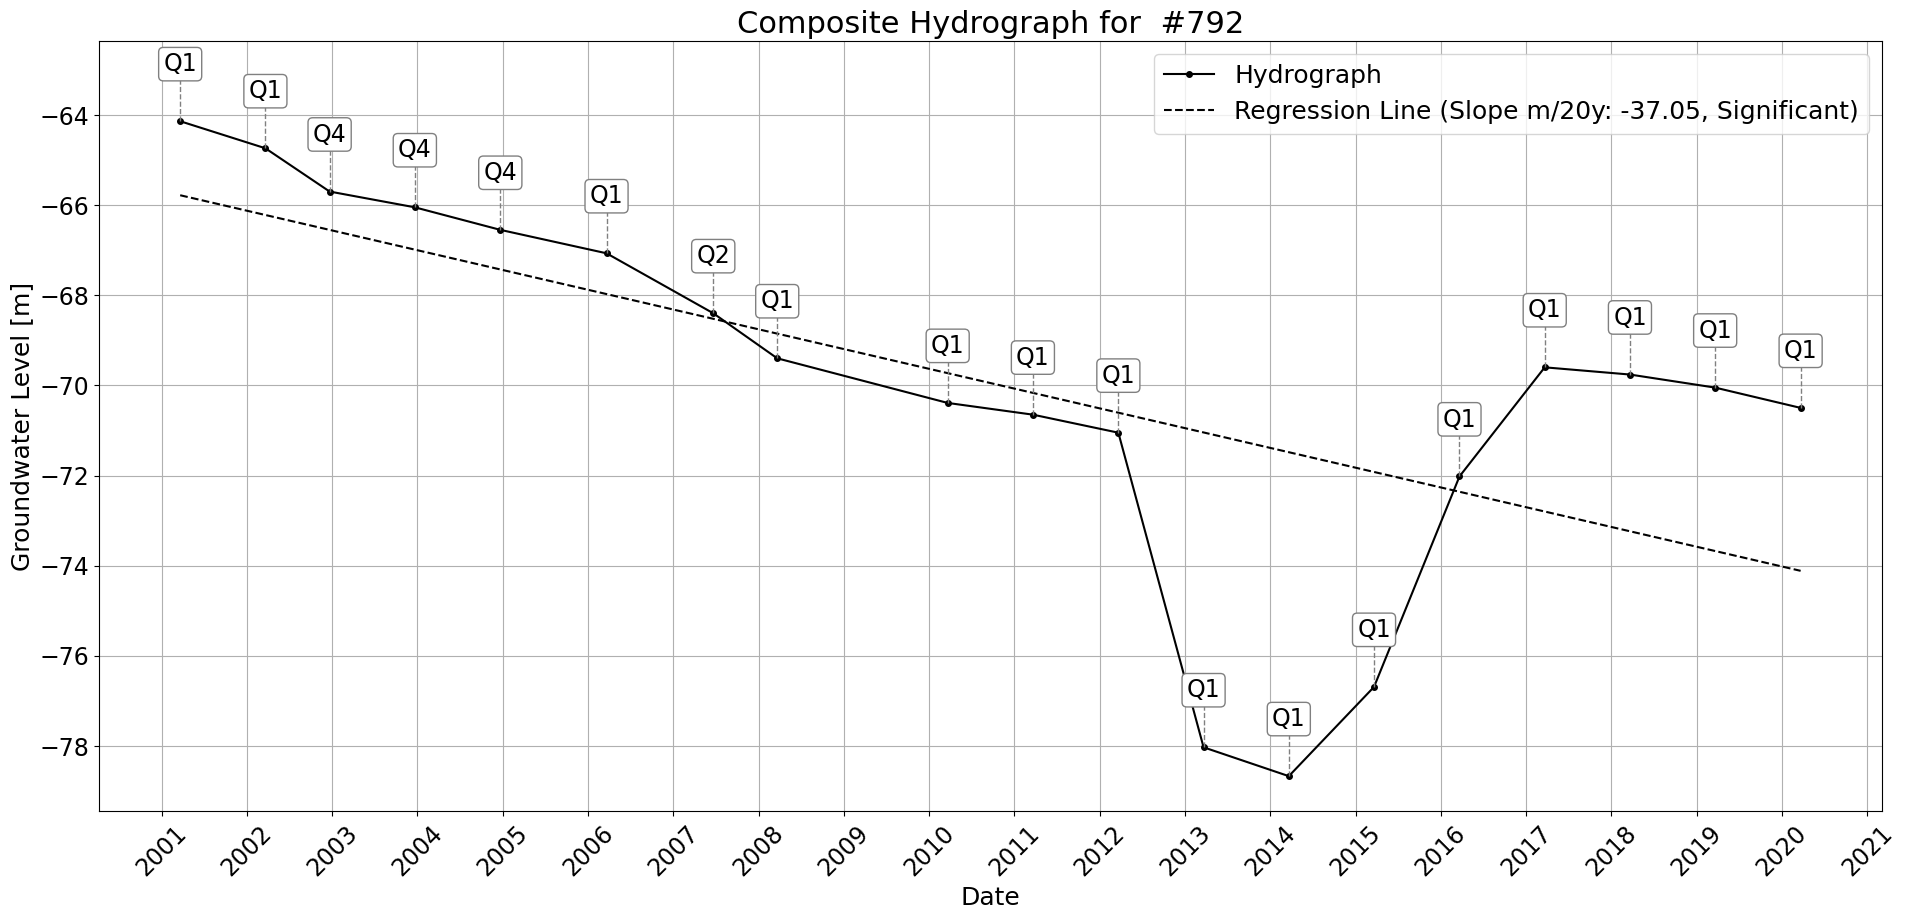 Composite Hydrograph for  #792
Hydrograph
Regression Line (Slope m/20y: -37.05, Significant)
Groundwater Level [m]
−64
−66
−68
−70
−72
−74
−76
−78
Q1
Q1
Q4
Q4
Q4
Q1
Q2
Q1
Q1
Q1
Q1
Q1
Q1
Q1
Q1
Q1
Q1
Q1
Q1
2001
2002
2003
2004
2005
2006
2007
2008
2009
2010
2011
2012
2013
2014
2015
2016
2017
2018
2019
2020
2021
Date